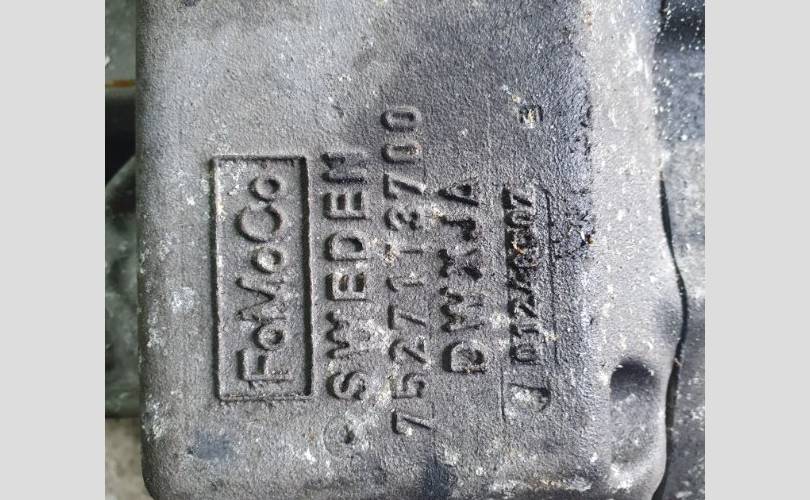 FoMoCo
SWEDEN
7527113700
DWXJA